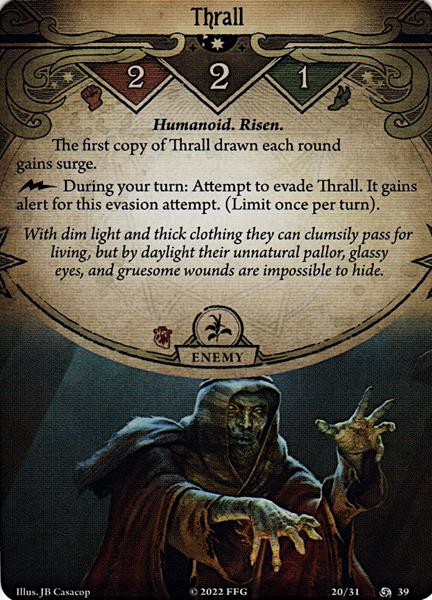 Thrall
2 2 1
Humanoid. Risen.
The first copy of Thrall drawn each round
gains surge.
During your turn: Attempt to evade Thrall. It gains
alert for this evasion attempt. (Limit once per turn).
With dim light and thick clothing they can clumsily pass for
living, but by daylight their unnatural pallor, glassy
eyes, and gruesome wounds are impossible to hide.
ENEMY
Illus. JB Casacop © 2022 FFG 20/31 39